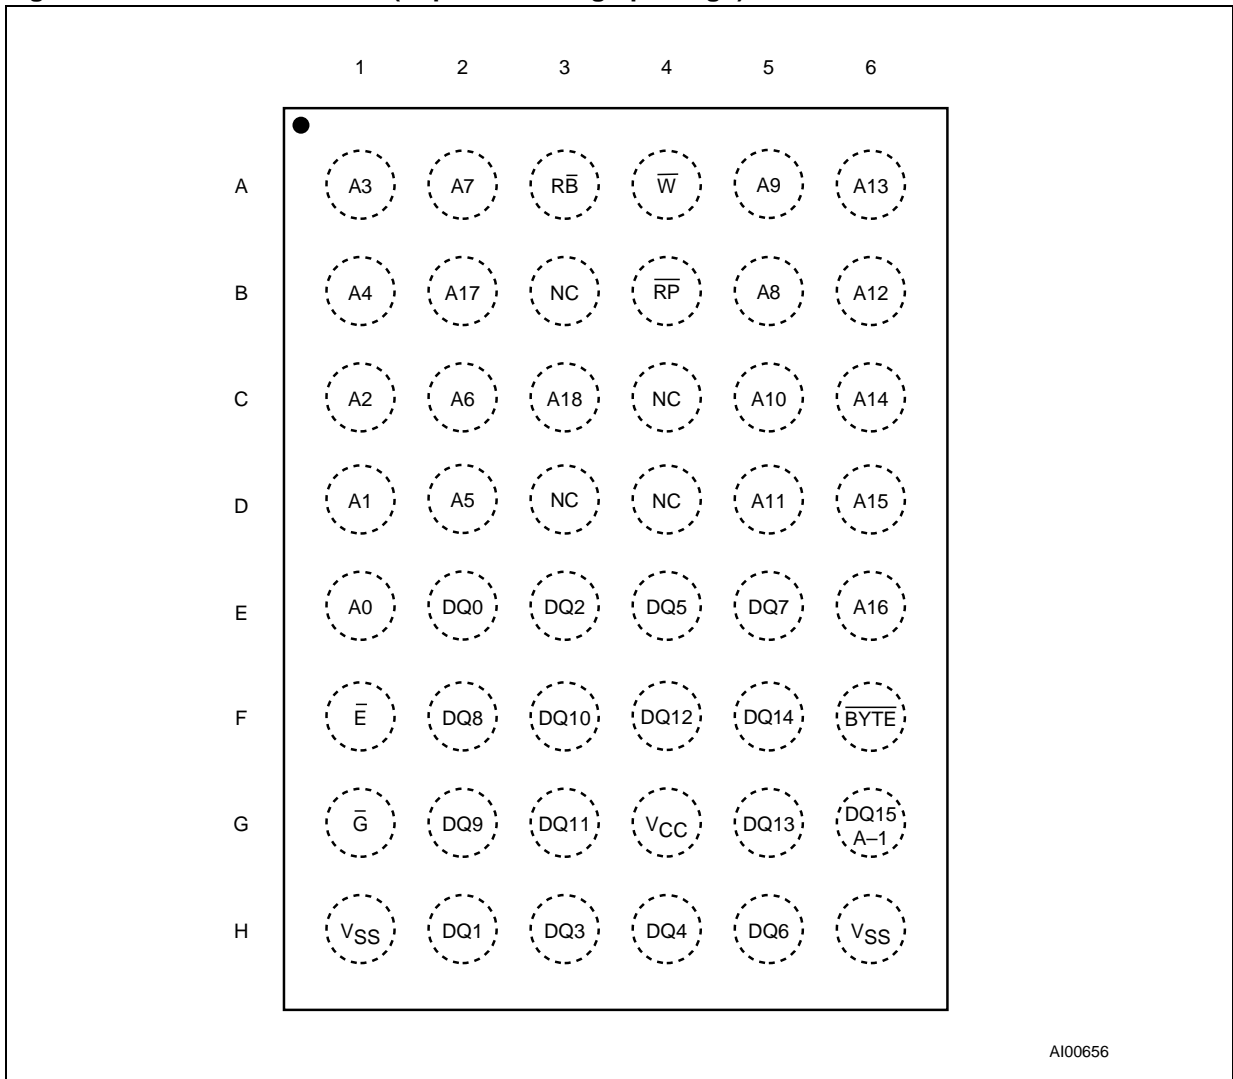 1 2 3 4 5 6
A A3 A7 RB̅ W̅ A9 A13
B A4 A17 NC R̅P̅ A8 A12
C A2 A6 A18 NC A10 A14
D A1 A5 NC NC A11 A15
E A0 DQ0 DQ2 DQ5 DQ7 A16
F E̅ DQ8 DQ10 DQ12 DQ14 B̅Y̅T̅E̅
G G̅ DQ9 DQ11 VCC DQ13 DQ15
A–1
H VSS DQ1 DQ3 DQ4 DQ6 VSS
AI00656